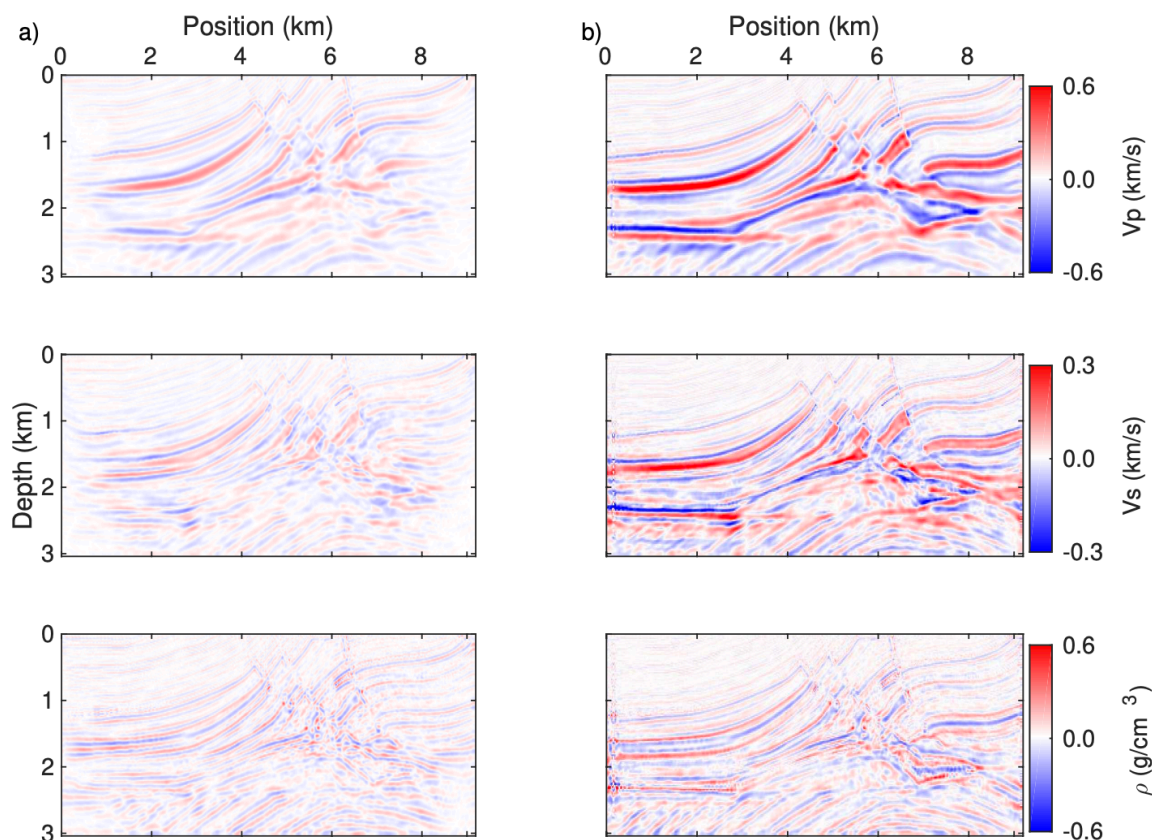 a)
Position (km)
0 2 4 6 8
0
1
2
3
b)
Position (km)
0 2 4 6 8
0.6
0.0
-0.6
Vp (km/s)
Depth (km)
0
1
2
3
0.3
0.0
-0.3
Vs (km/s)
0
1
2
3
0.6
0.0
-0.6
ρ (g/cm 3)